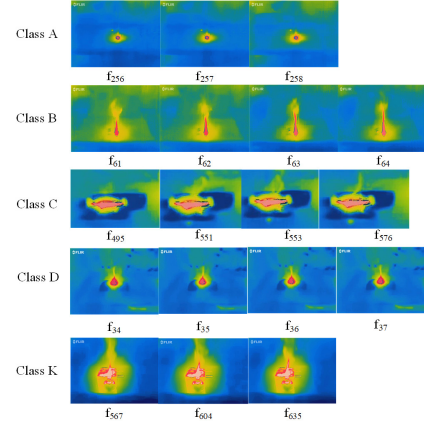 Class A
f256 f257 f258
Class B
f61 f62 f63 f64
Class C
f495 f551 f553 f576
Class D
f34 f35 f36 f37
Class K
f567 f604 f635